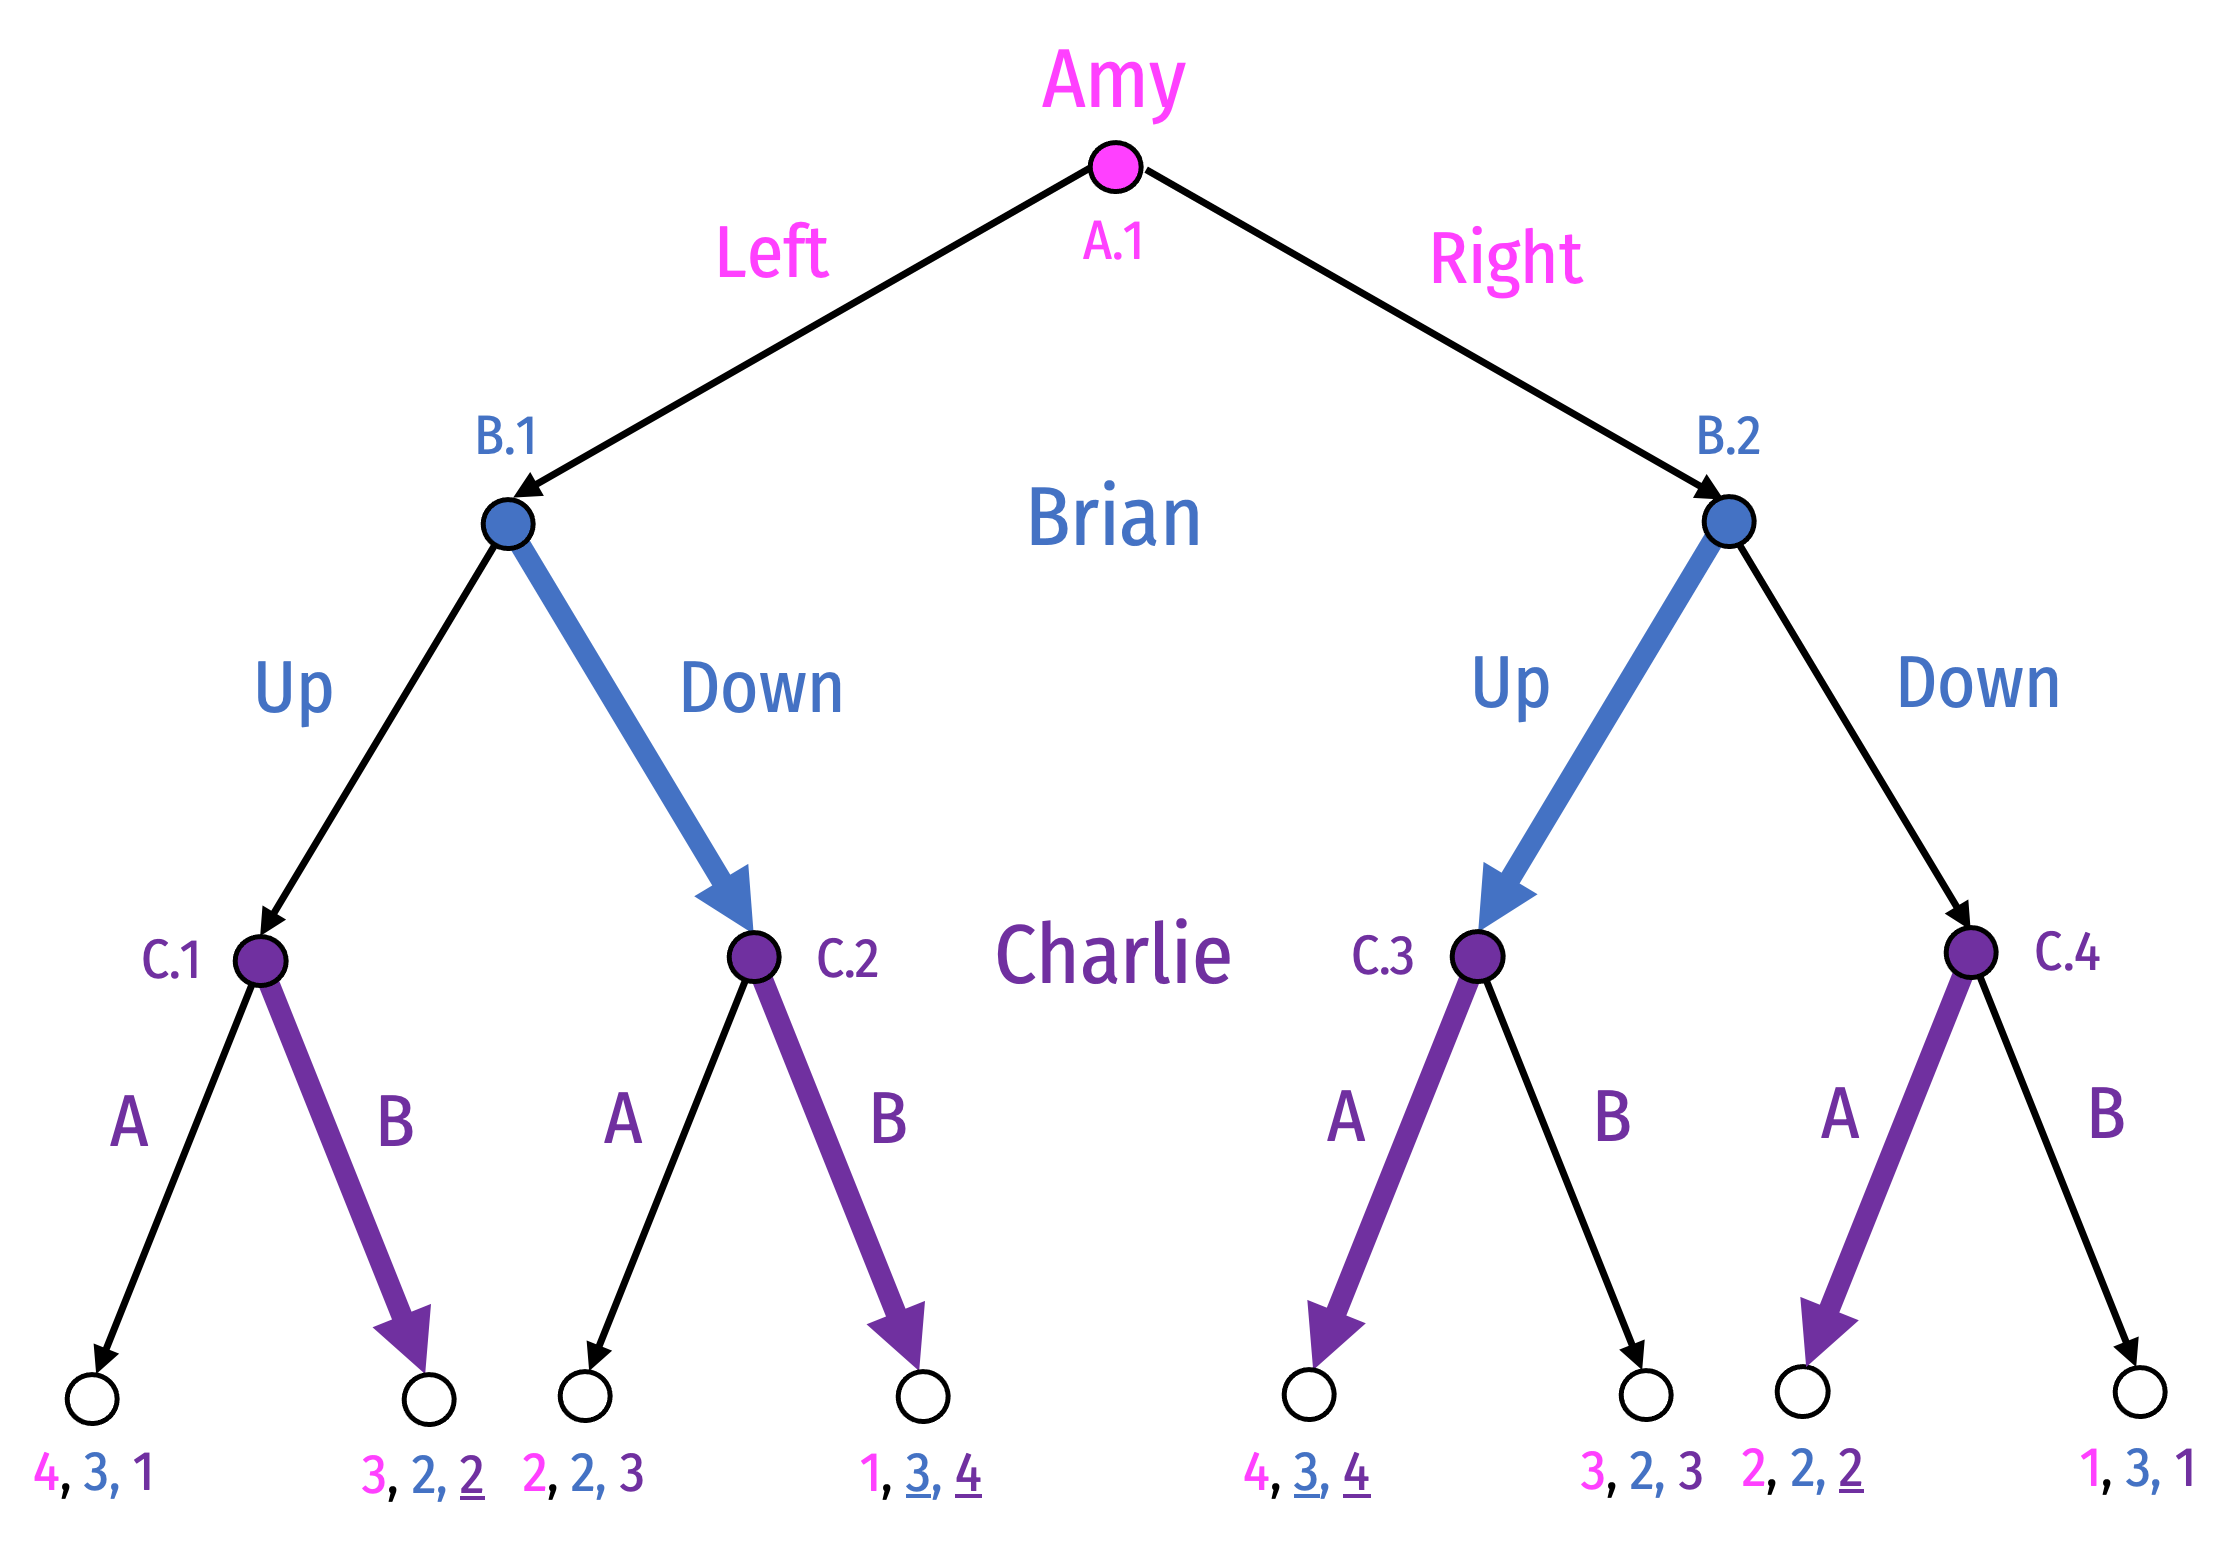 Amy
A.1
Left
Right
B.1
B.2
Brian
Up
Down
Up
Down
C.1
C.2
Charlie
C.3
C.4
A
B
A
B
A
B
A
B
4, 3, 1
3, 2, 2
2, 2, 3
1, 3, 4
4, 3, 4
3, 2, 3
2, 2, 2
1, 3, 1